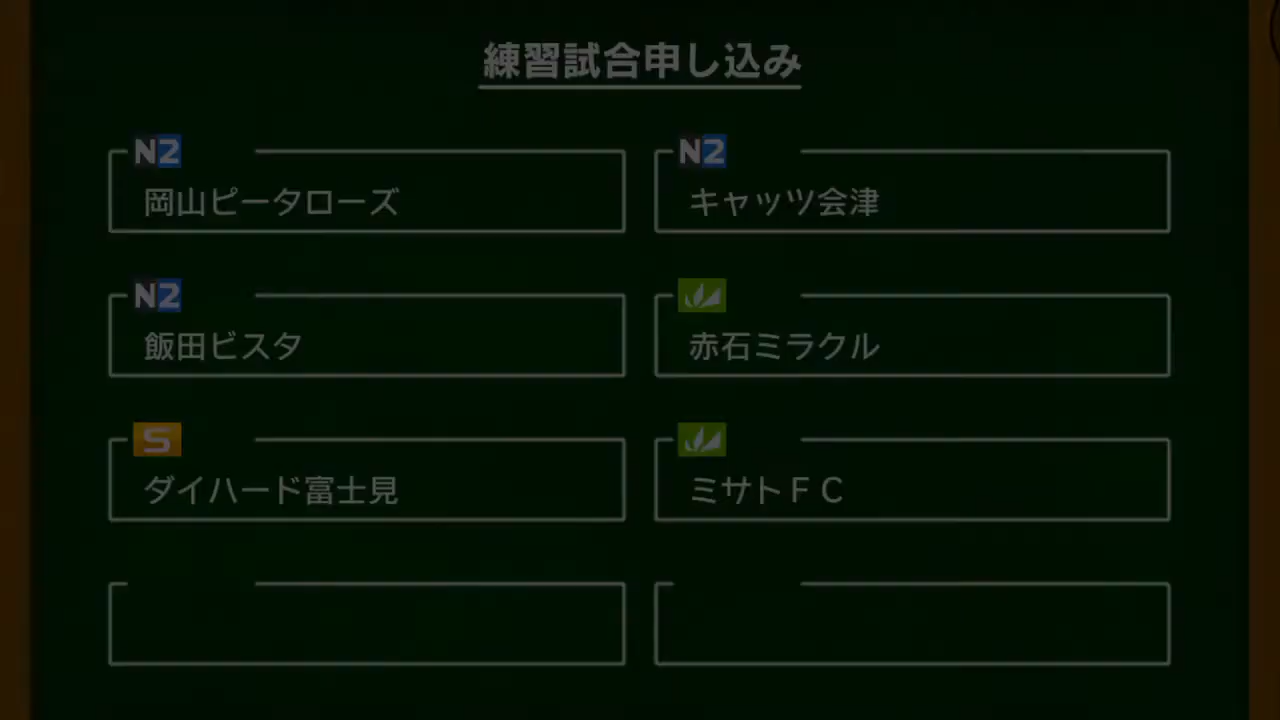 練習試合申し込み
N2
岡山ピータローズ
N2
キャッツ会津
N2
飯田ビスタ
赤石ミラクル
S
ダイハード富士見
ミサトＦＣ